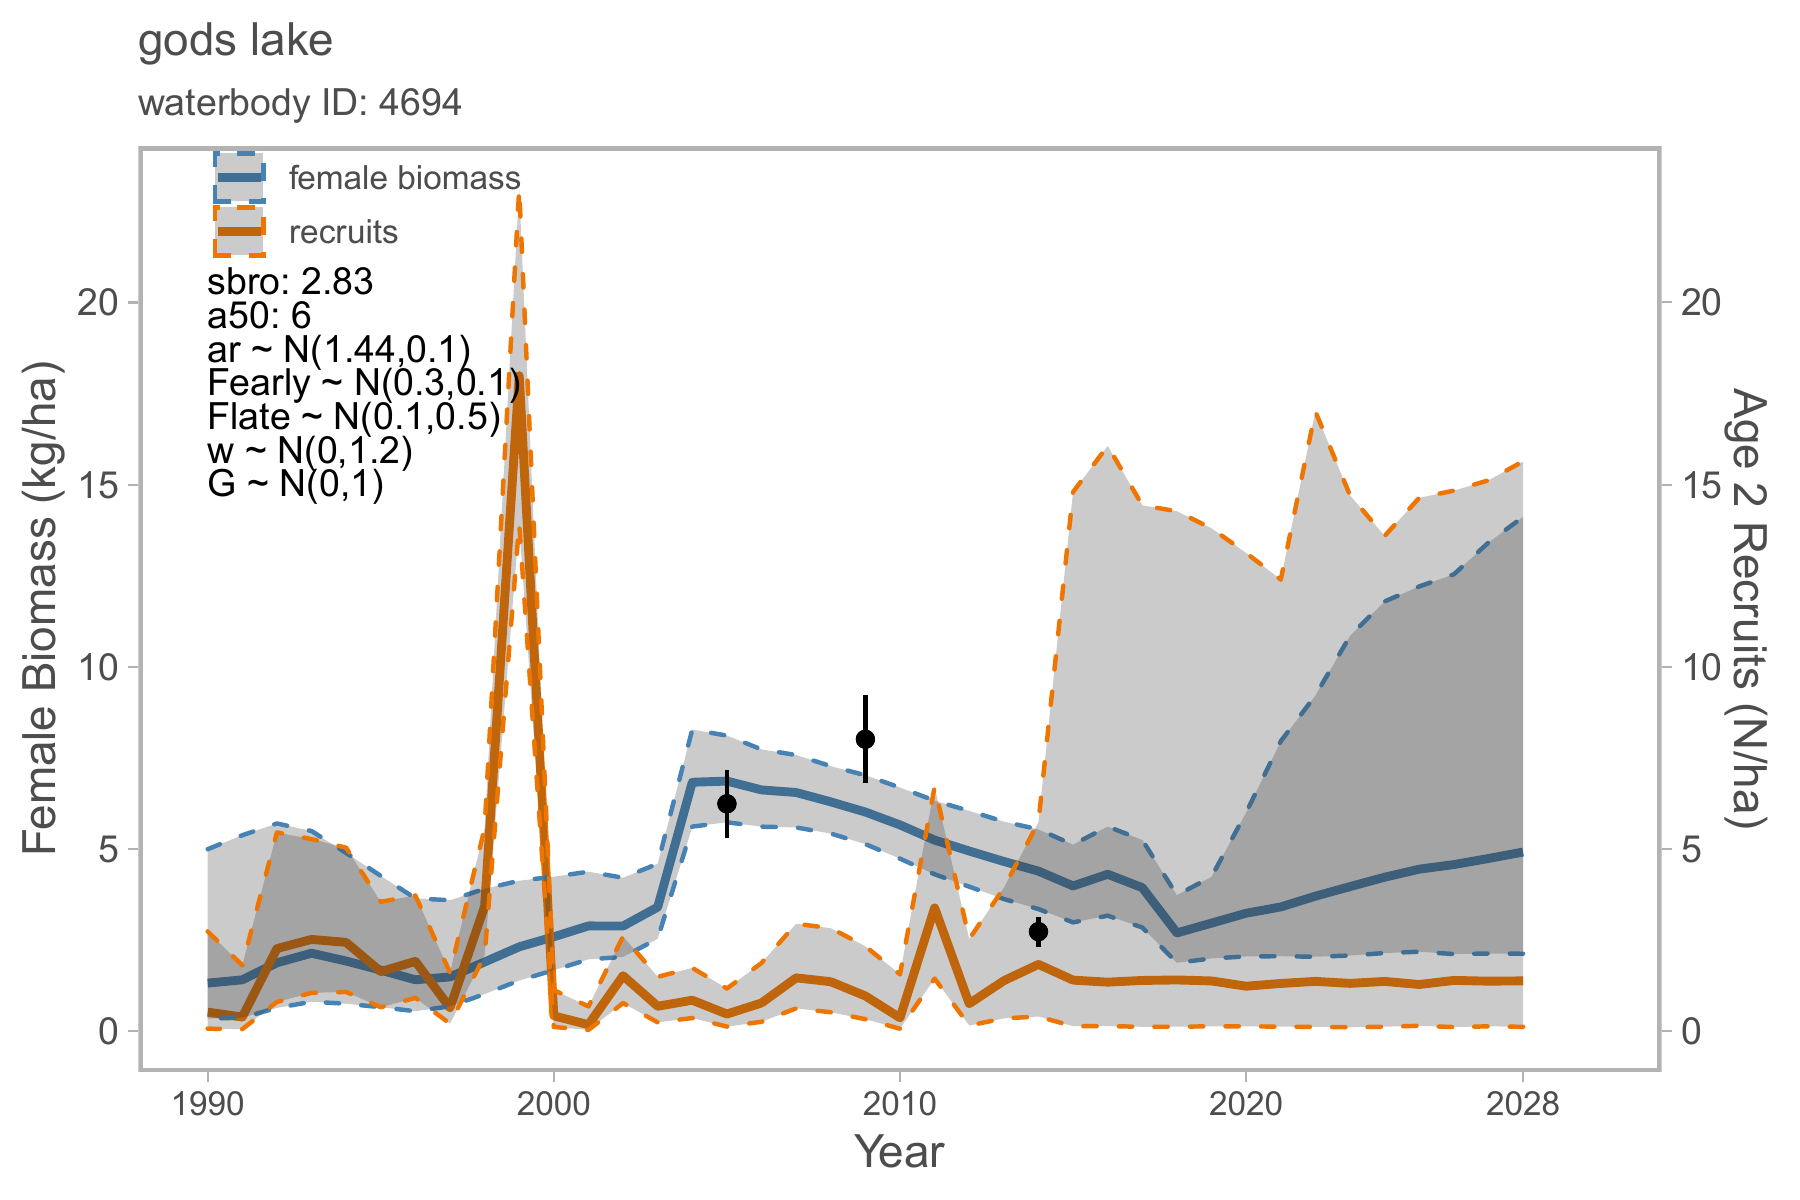 gods lake
waterbody ID: 4694
female biomass
recruits
sbro: 2.83
a50: 6
ar ~ N(1.44,0.1)
Fearly ~ N(0.3,0.1)
Flate ~ N(0.1,0.5)
w ~ N(0,1.2)
G ~ N(0,1)
Female Biomass (kg/ha)
20
15
10
5
0
20
15
10
5
0
Age 2 Recruits (N/ha)
1990
2000
2010
2020
2028
Year